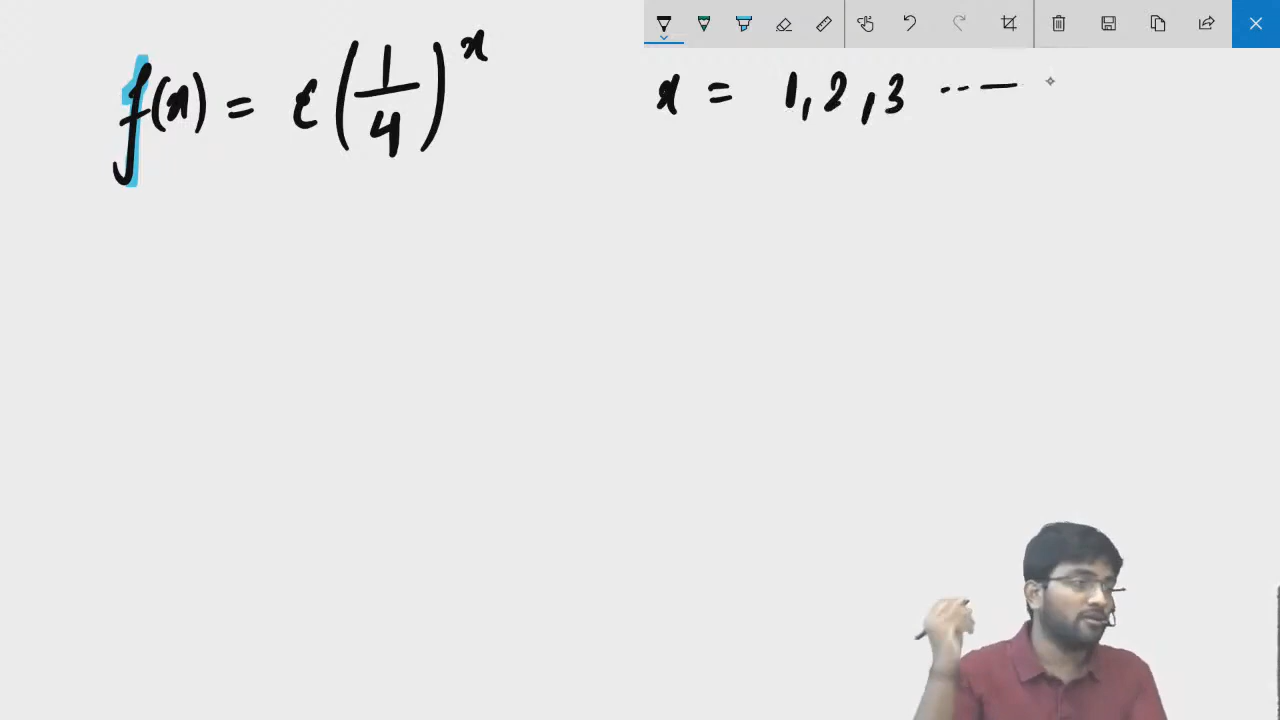 f(x) = c(1/4)^x
x = 1, 2, 3 ---—